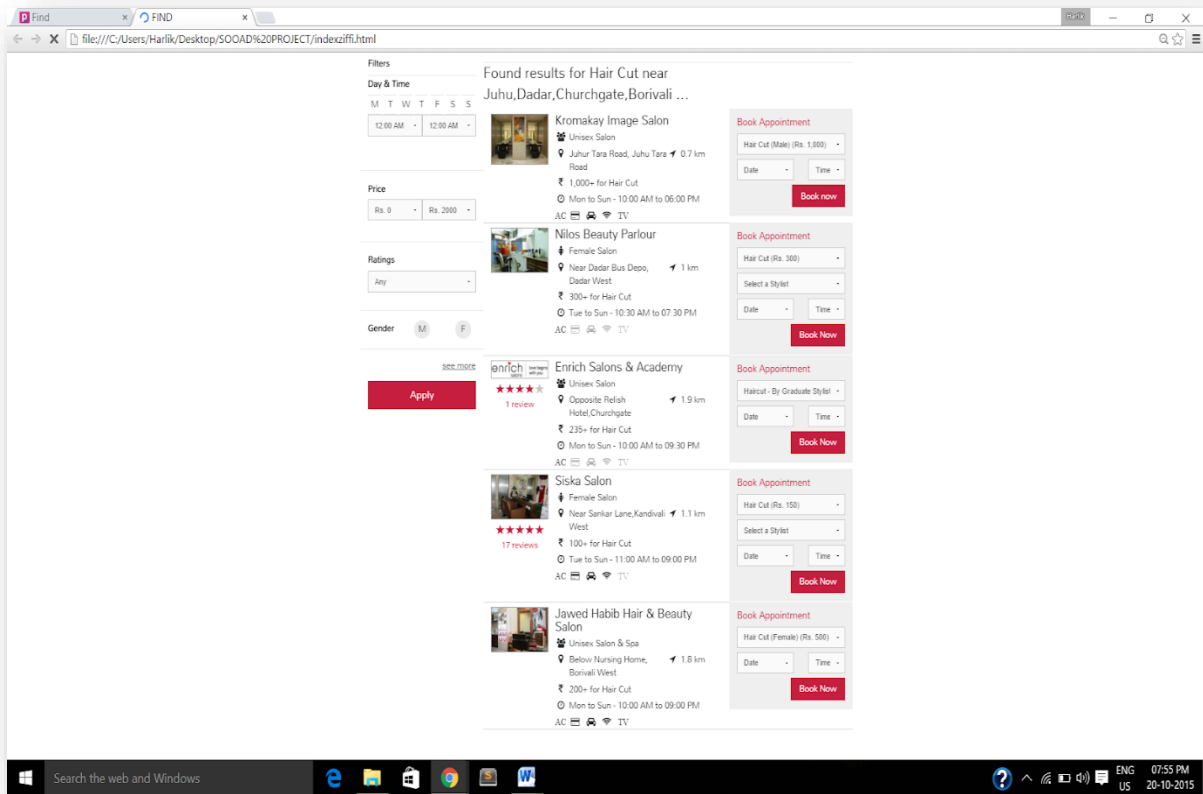 Find
FIND
Harlik
file:///C:/Users/Harlik/Desktop/SOOAD%20PROJECT/indexziffi.html
Filters
Day & Time
M T W T F S S
12:00 AM 12:00 AM
Price
Rs. 0 Rs. 2000
Ratings
Any
Gender M F
see more
Apply
Found results for Hair Cut near
Juhu,Dadar,Churchgate,Borivali ...
Kromakay Image Salon
Unisex Salon
Juhur Tara Road, Juhu Tara 0.7 km
Road
₹ 1,000+ for Hair Cut
Mon to Sun - 10:00 AM to 06:00 PM
AC TV
Book Appointment
Hair Cut (Male) (Rs. 1,000)
Date Time
Book now
Nilos Beauty Parlour
Female Salon
Near Dadar Bus Depo, 1 km
Dadar West
₹ 300+ for Hair Cut
Tue to Sun - 10:30 AM to 07:30 PM
AC TV
Book Appointment
Hair Cut (Rs. 300)
Select a Stylist
Date Time
Book Now
enrich
1 review
Enrich Salons & Academy
Unisex Salon
Opposite Relish 1.9 km
Hotel,Churchgate
₹ 235+ for Hair Cut
Mon to Sun - 10:00 AM to 09:30 PM
AC TV
Book Appointment
Haircut - By Graduate Stylist
Date Time
Book Now
17 reviews
Siska Salon
Female Salon
Near Sankar Lane,Kandivali 1.1 km
West
₹ 100+ for Hair Cut
Tue to Sun - 11:00 AM to 09:00 PM
AC TV
Book Appointment
Hair Cut (Rs. 150)
Select a Stylist
Date Time
Book Now
Jawed Habib Hair & Beauty
Salon
Unisex Salon & Spa
Below Nursing Home, 1.8 km
Borivali West
₹ 200+ for Hair Cut
Mon to Sun - 10:00 AM to 09:00 PM
AC TV
Book Appointment
Hair Cut (Female) (Rs. 500)
Date Time
Book Now
Search the web and Windows
ENG 07:55 PM
US 20-10-2015